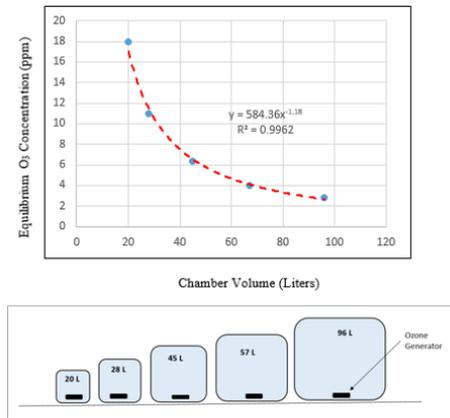 20
18
16
14
12
10
8
6
4
2
0
Equilibrium O₃ Concentration (ppm)
y = 584.36x⁻¹·¹⁸
R² = 0.9962
0 20 40 60 80 100 120
Chamber Volume (Liters)
20 L
28 L
45 L
57 L
96 L
Ozone
Generator